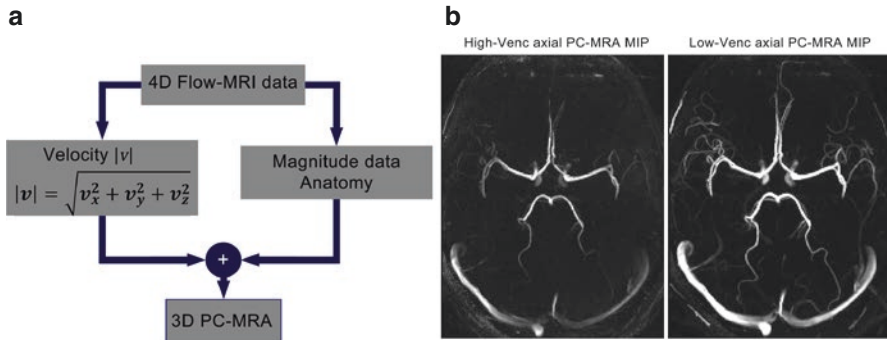 a
4D Flow-MRI data
Velocity |v|
|v| = √(v_x^2 + v_y^2 + v_z^2)
Magnitude data
Anatomy
+
3D PC-MRA
b
High-Venc axial PC-MRA MIP
Low-Venc axial PC-MRA MIP